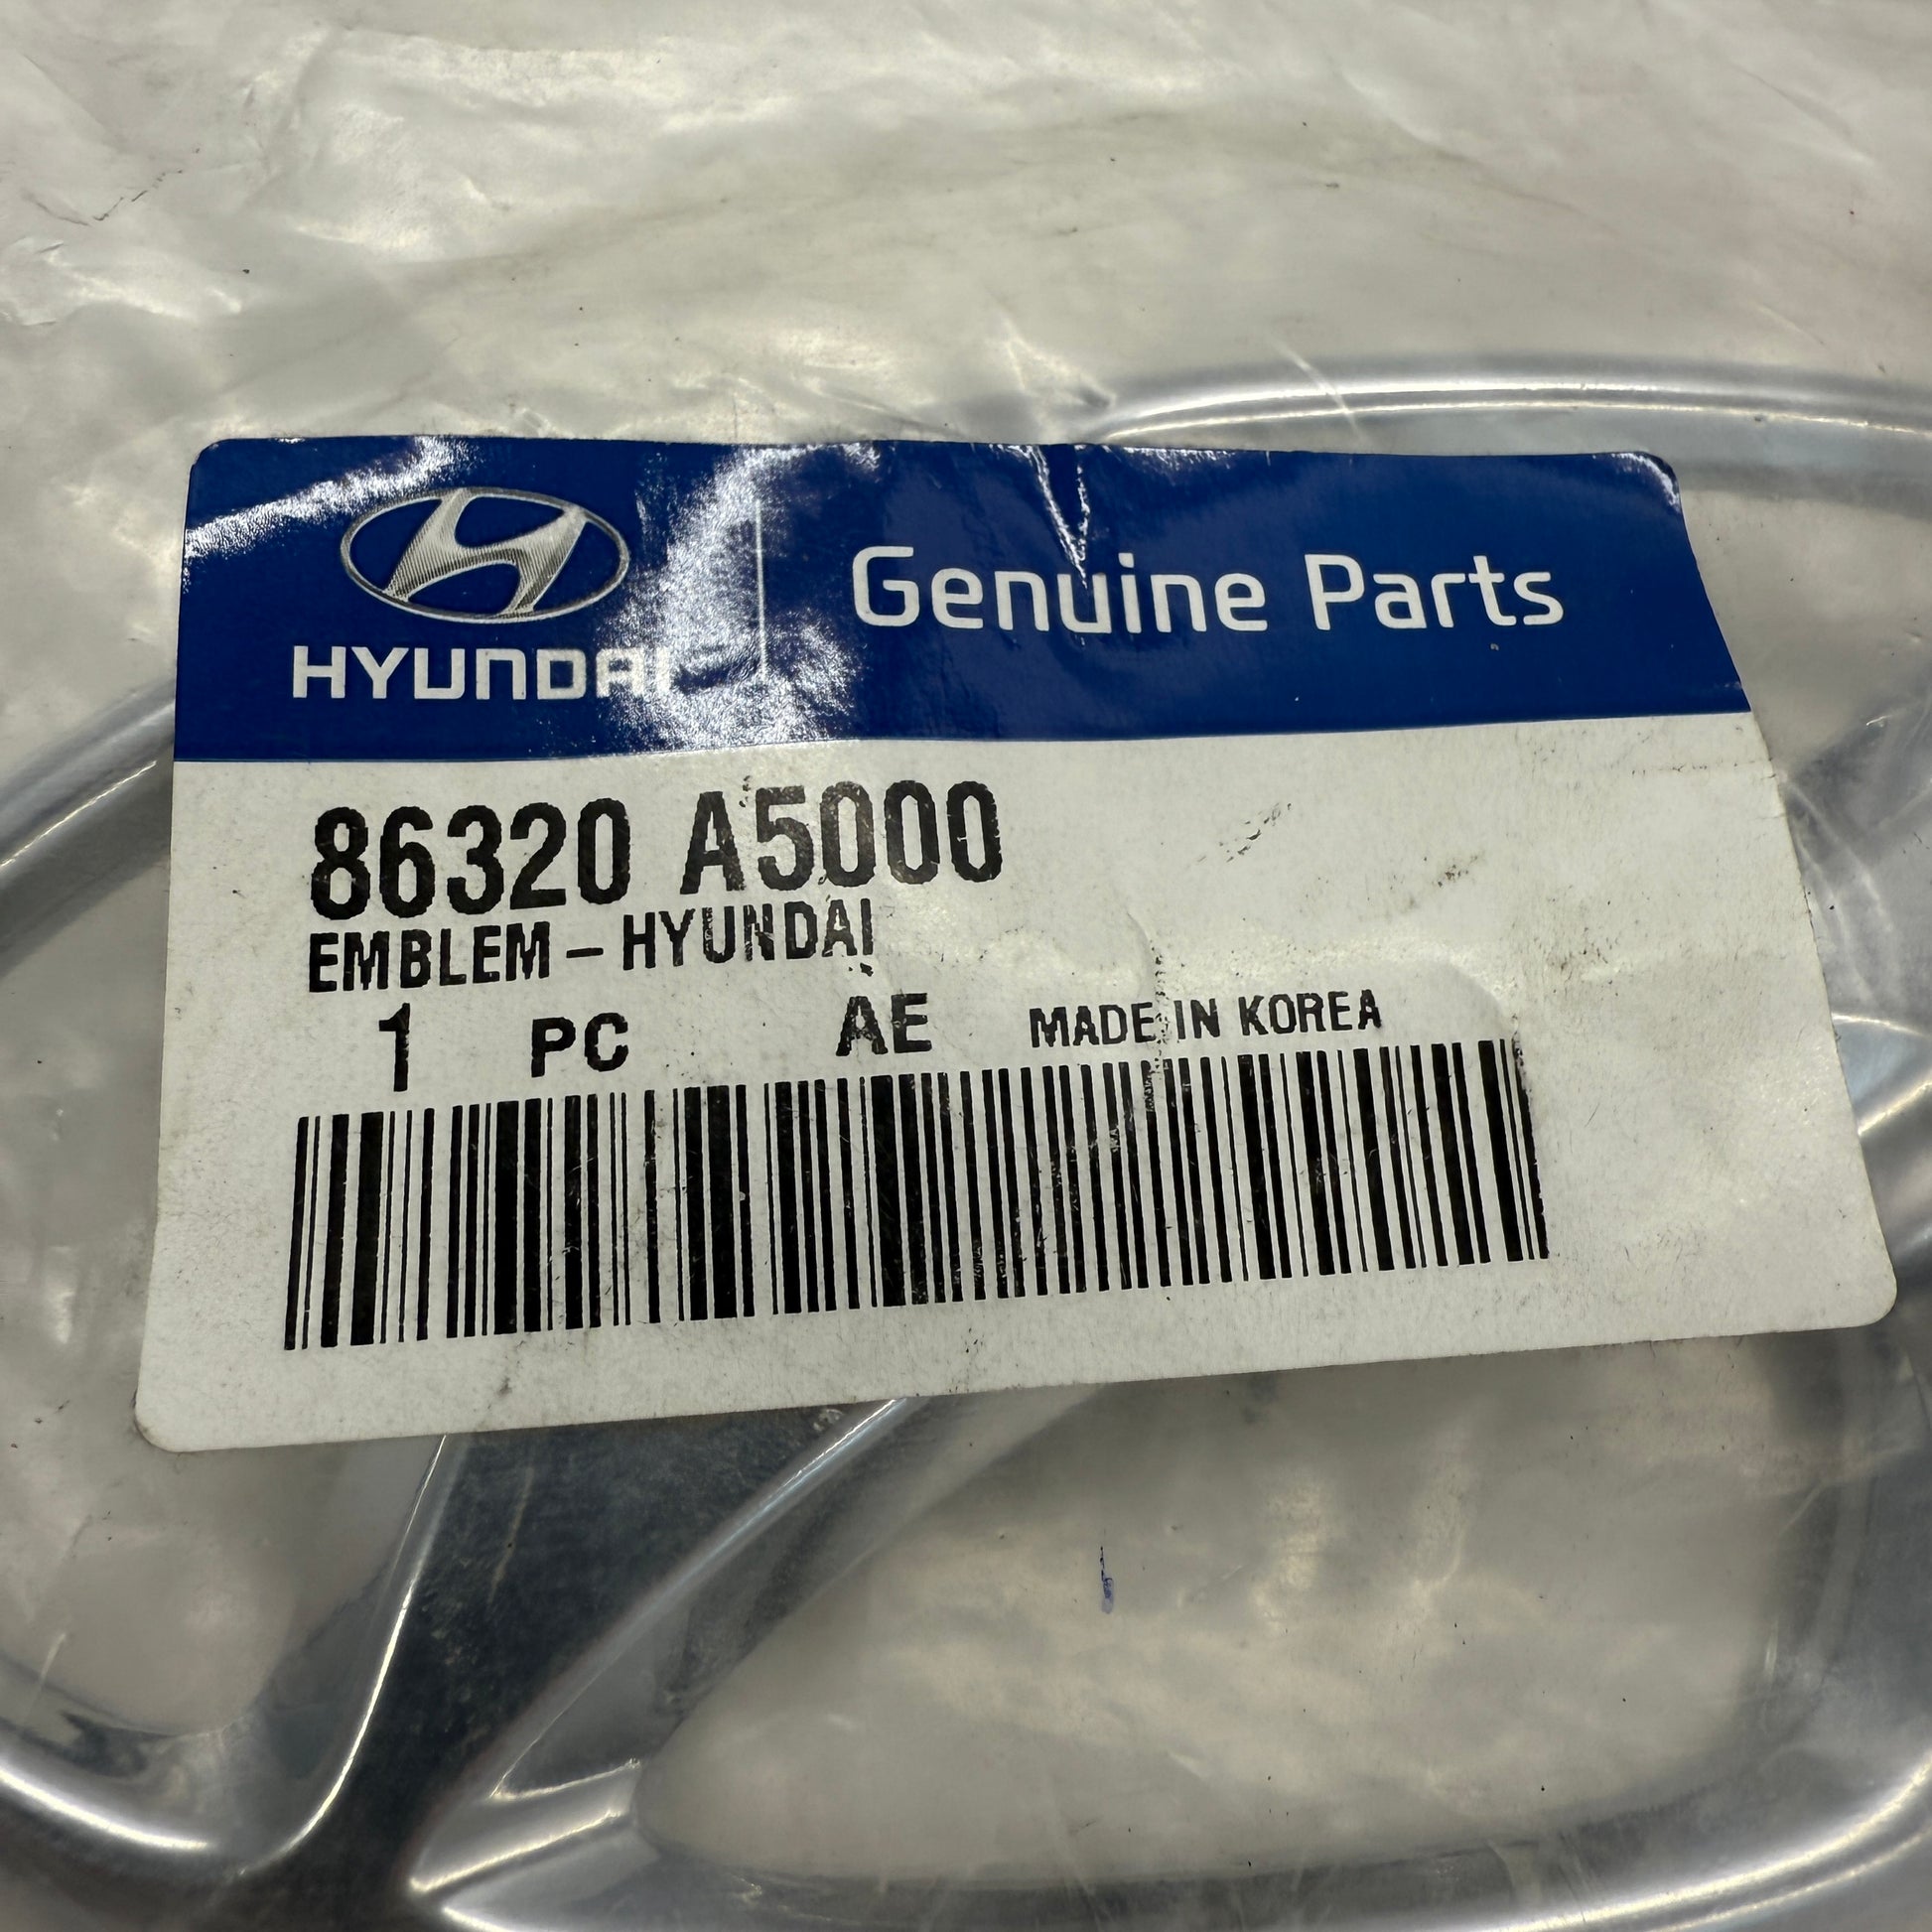 HYUNDAI
Genuine Parts
86320 A5000
EMBLEM - HYUNDAI
1 PC AE MADE IN KOREA